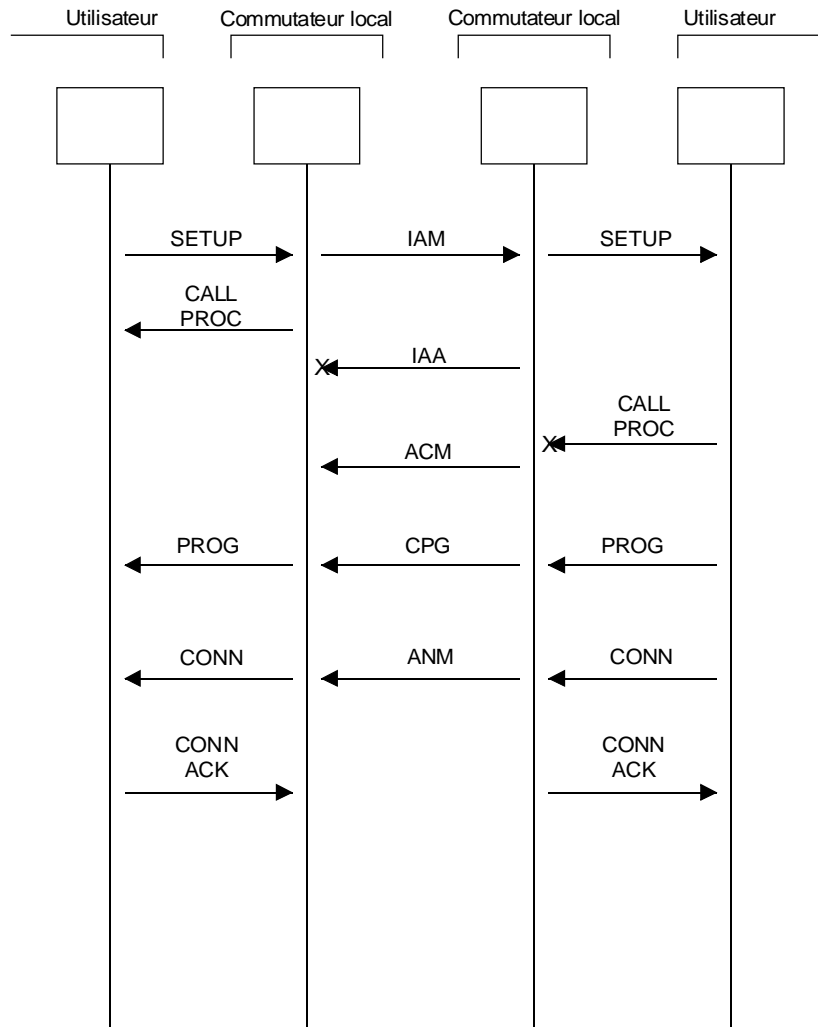 Utilisateur Commutateur local Commutateur local Utilisateur
SETUP IAM SETUP
CALL
PROC
X IAA
CALL
PROC
X
ACM
PROG CPG PROG
CONN ANM CONN
CONN CONN
ACK ACK